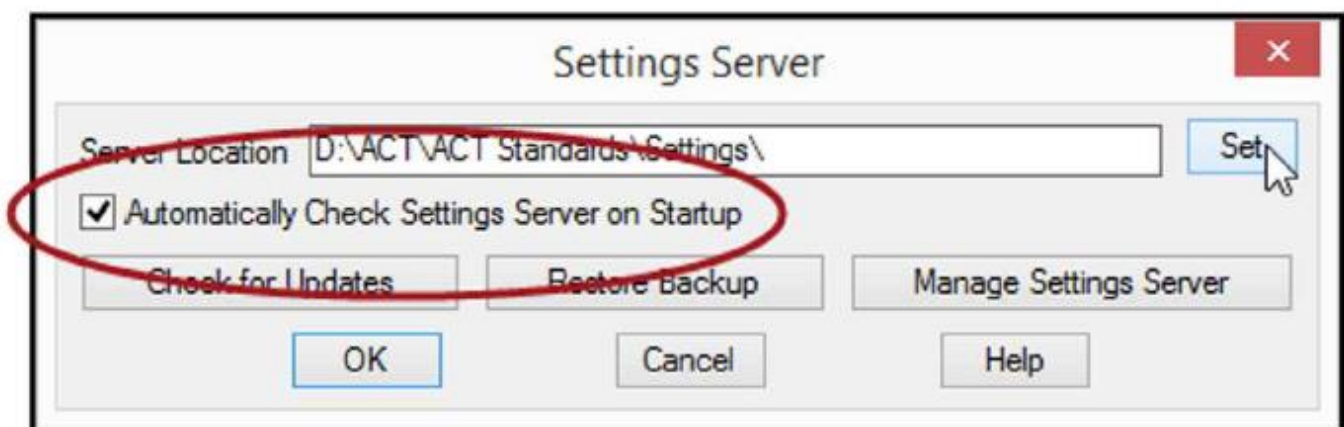 Settings Server
Server Location D:\ACT\ACT Standards\Settings\ Set
Automatically Check Settings Server on Startup
Check for Updates Restore Backup Manage Settings Server
OK Cancel Help